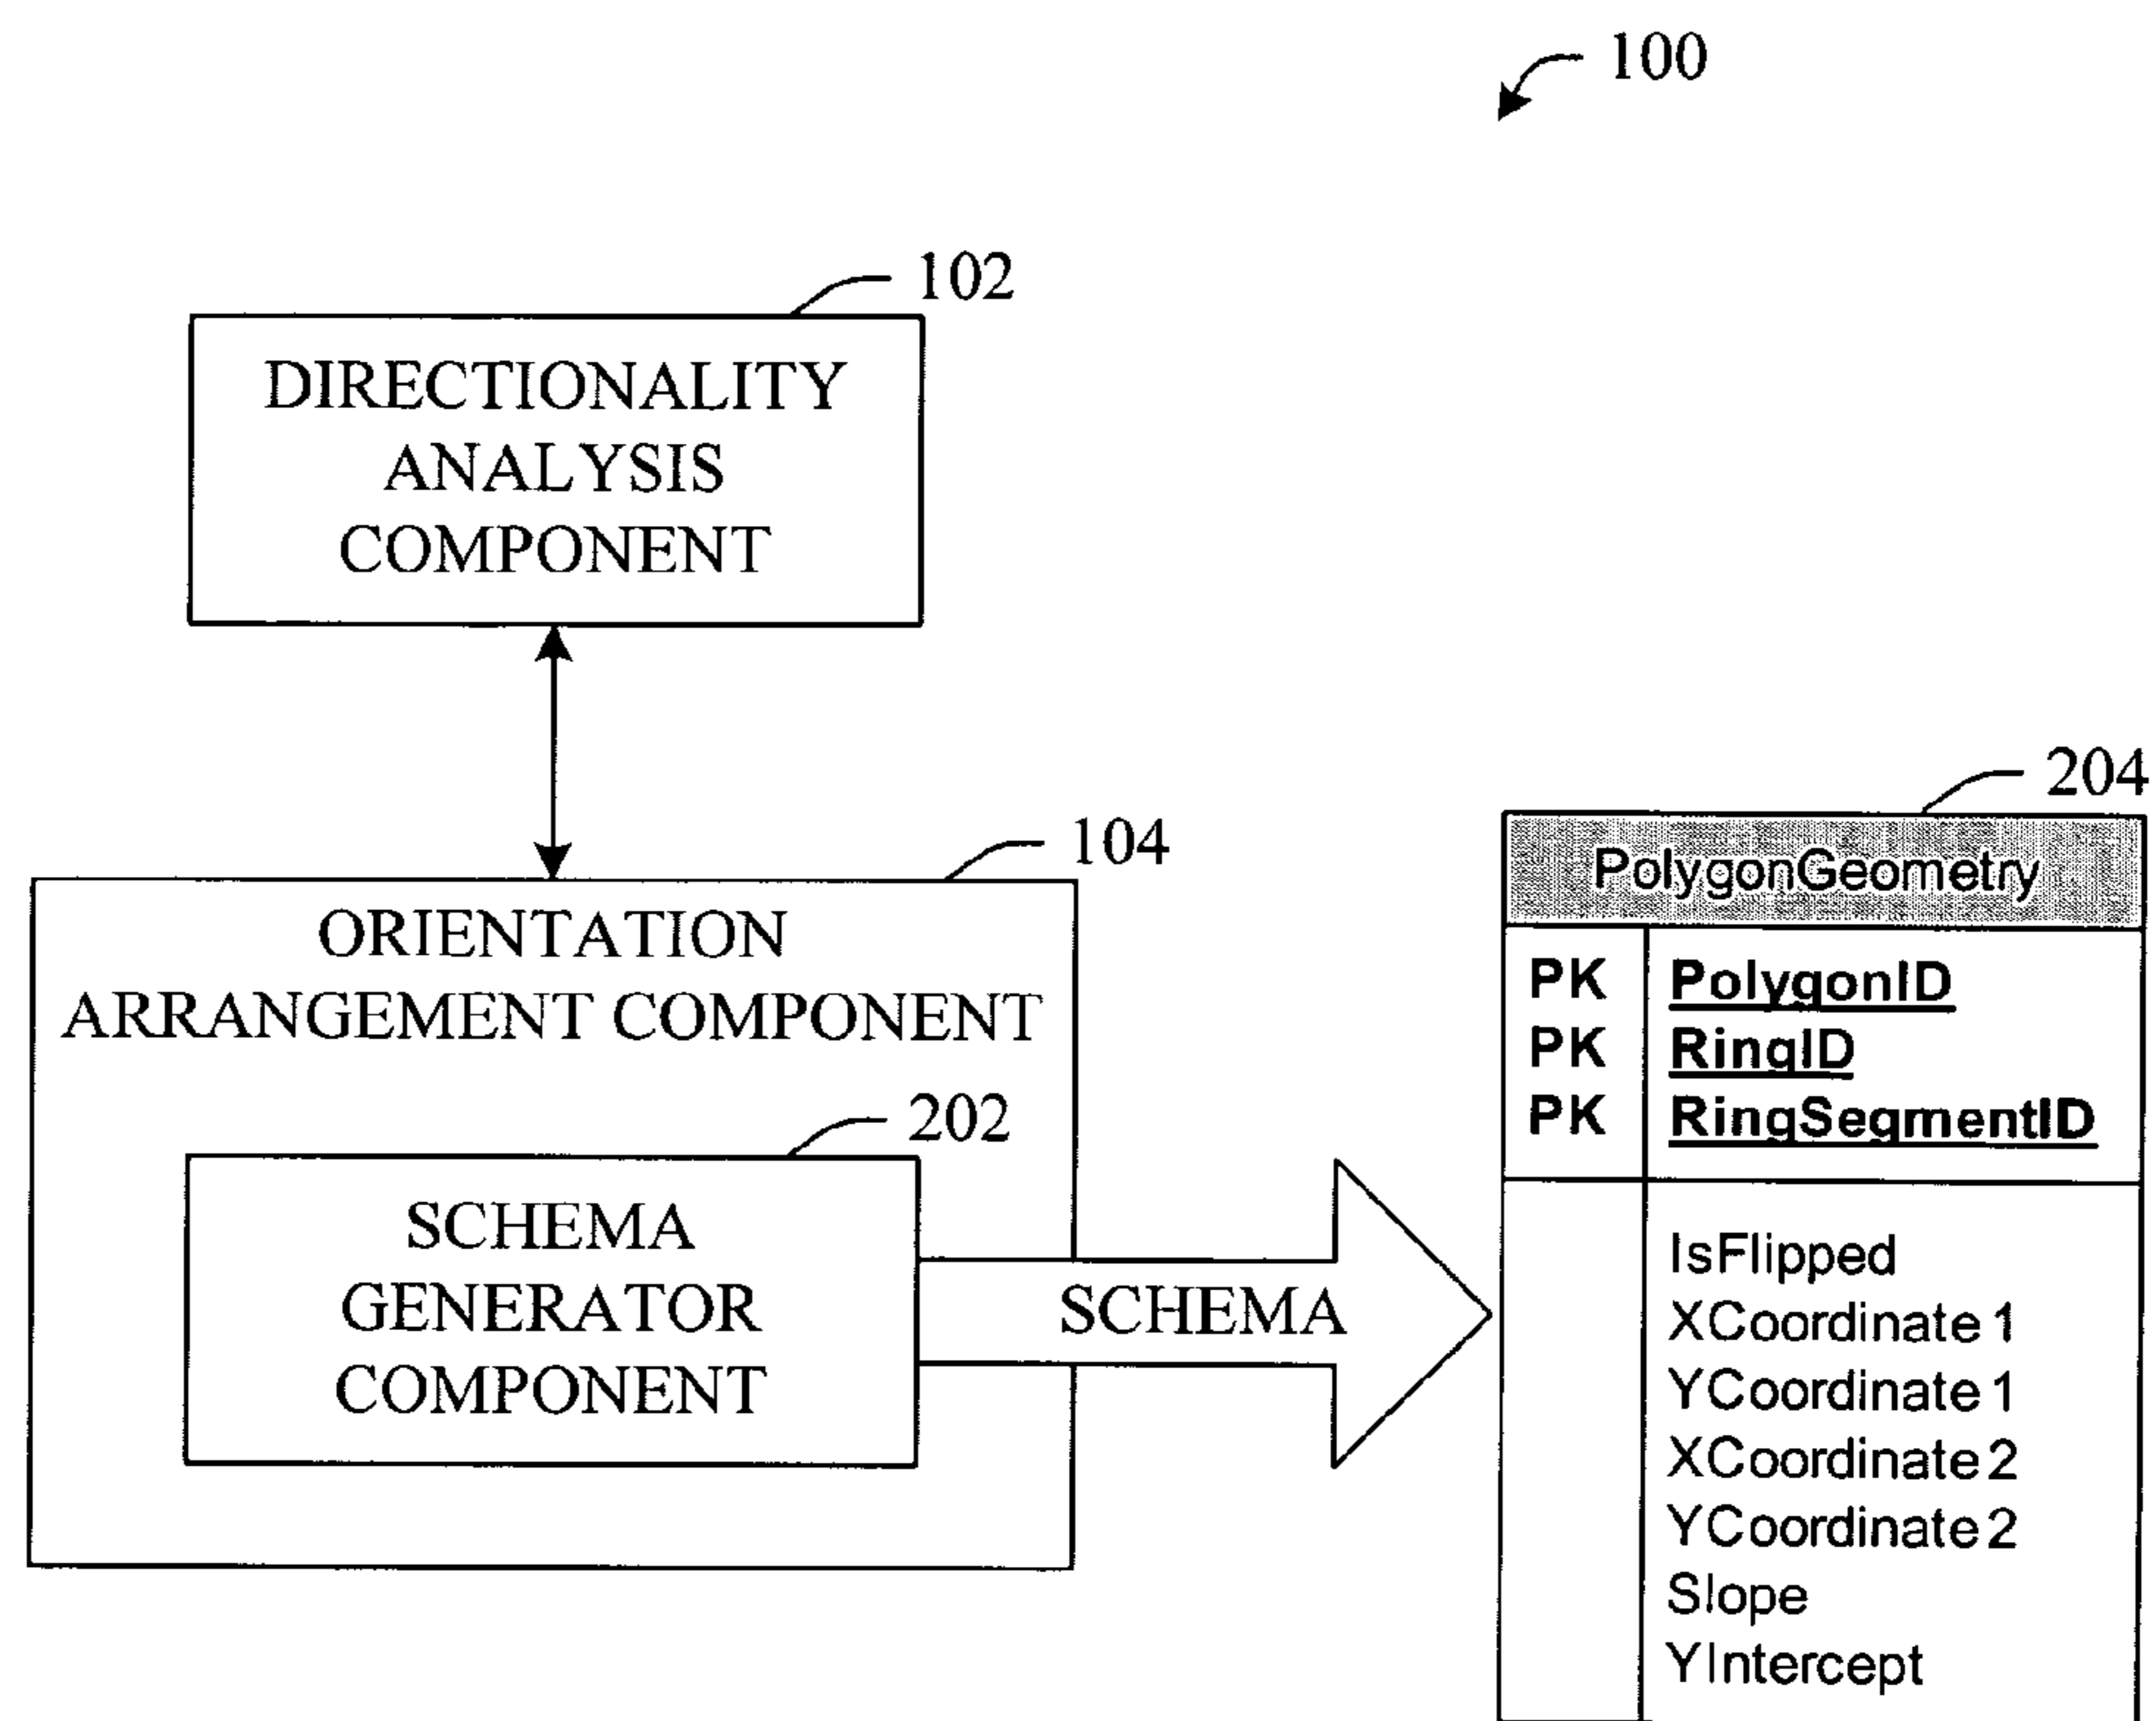 100
102
DIRECTIONALITY
ANALYSIS
COMPONENT
104
ORIENTATION
ARRANGEMENT COMPONENT
202
SCHEMA
GENERATOR
COMPONENT
SCHEMA
204
PolygonGeometry
PK PolygonID
PK RingID
PK RingSegmentID
IsFlipped
XCoordinate1
YCoordinate1
XCoordinate2
YCoordinate2
Slope
YIntercept